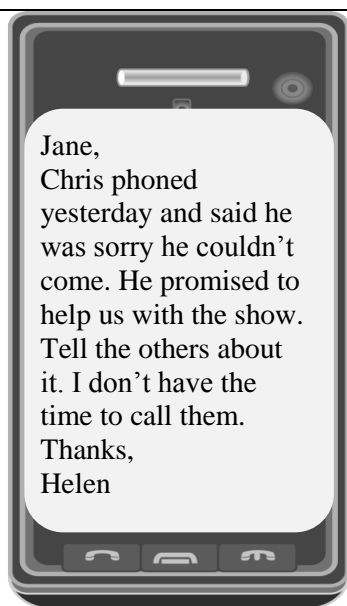 Jane,
Chris phoned
yesterday and said he
was sorry he couldn’t
come. He promised to
help us with the show.
Tell the others about
it. I don’t have the
time to call them.
Thanks,
Helen